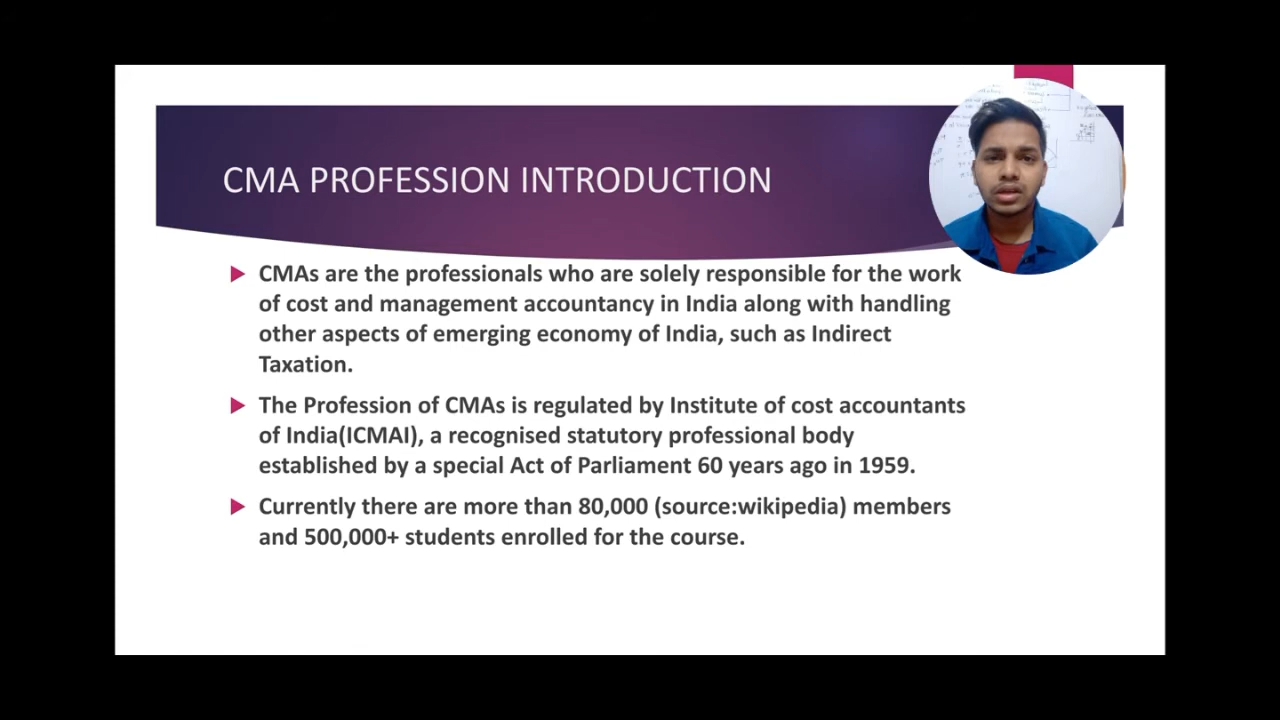 CMA PROFESSION INTRODUCTION
CMAs are the professionals who are solely responsible for the work
of cost and management accountancy in India along with handling
other aspects of emerging economy of India, such as Indirect
Taxation.
The Profession of CMAs is regulated by Institute of cost accountants
of India(ICMAI), a recognised statutory professional body
established by a special Act of Parliament 60 years ago in 1959.
Currently there are more than 80,000 (source:wikipedia) members
and 500,000+ students enrolled for the course.